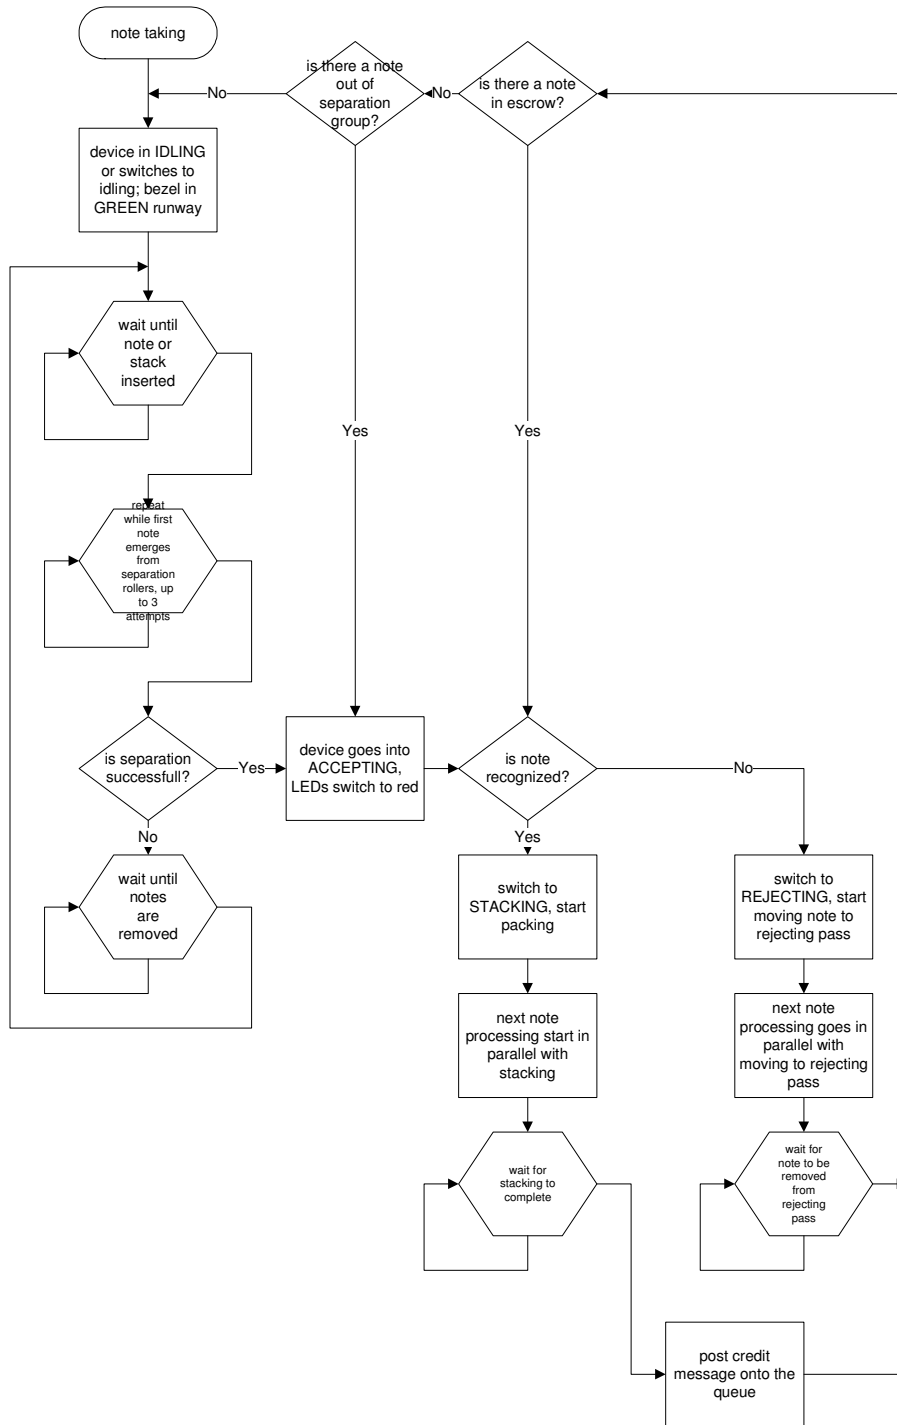 note taking
is there a note
out of
separation
group?
No
is there a note
in escrow?
No
device in IDLING
or switches to
idling; bezel in
GREEN runway
wait until
note or
stack
inserted
Yes
Yes
repeat
while first
note
emerges
from
separation
rollers, up
to 3
attempts
is separation
successfull?
Yes
device goes into
ACCEPTING,
LEDs switch to red
is note
recognized?
No
No
Yes
wait until
notes
are
removed
switch to
STACKING, start
packing
switch to
REJECTING, start
moving note to
rejecting pass
next note
processing start in
parallel with
stacking
next note
processing goes in
parallel with
moving to rejecting
pass
wait for
stacking to
complete
wait for
note to be
removed
from
rejecting
pass
post credit
message onto the
queue